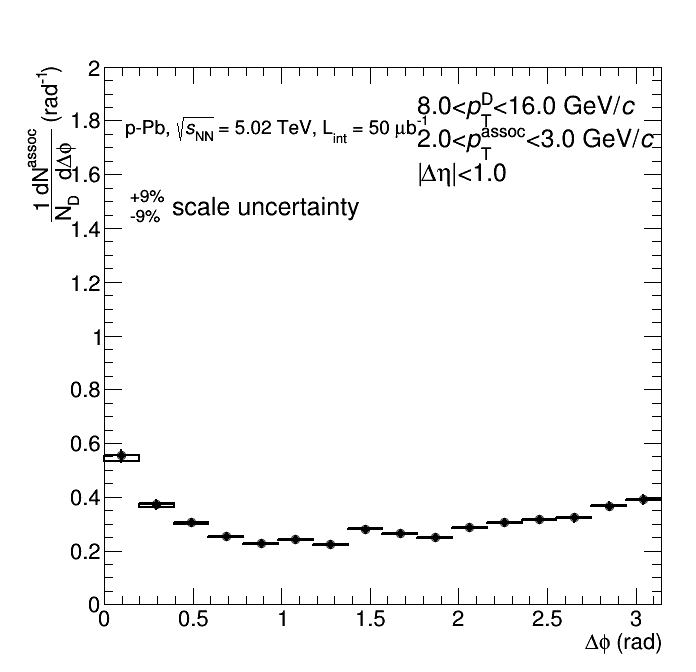 1 dN^assoc
N_D dΔϕ (rad^-1)
p-Pb, √s_NN = 5.02 TeV, L_int = 50 μb^-1
8.0<p_T^D<16.0 GeV/c
2.0<p_T^assoc<3.0 GeV/c
|Δη|<1.0
+9%
-9% scale uncertainty
2
1.8
1.6
1.4
1.2
1
0.8
0.6
0.4
0.2
0
0 0.5 1 1.5 2 2.5 3
Δϕ (rad)